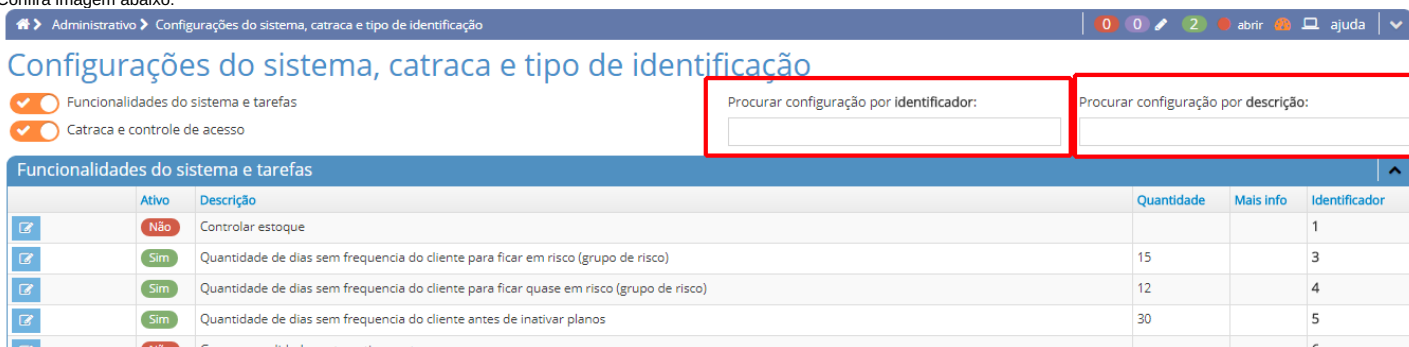 Confira imagem abaixo.
Administrativo Configurações do sistema, catraca e tipo de identificação 0 0 2 abrir ajuda
Configurações do sistema, catraca e tipo de identificação
Funcionalidades do sistema e tarefas
Catraca e controle de acesso
Procurar configuração por identificador:
Procurar configuração por descrição:
Funcionalidades do sistema e tarefas
Ativo Descrição Quantidade Mais info Identificador
Não Controlar estoque 1
Sim Quantidade de dias sem frequencia do cliente para ficar em risco (grupo de risco) 15 3
Sim Quantidade de dias sem frequencia do cliente para ficar quase em risco (grupo de risco) 12 4
Sim Quantidade de dias sem frequencia do cliente antes de inativar planos 30 5